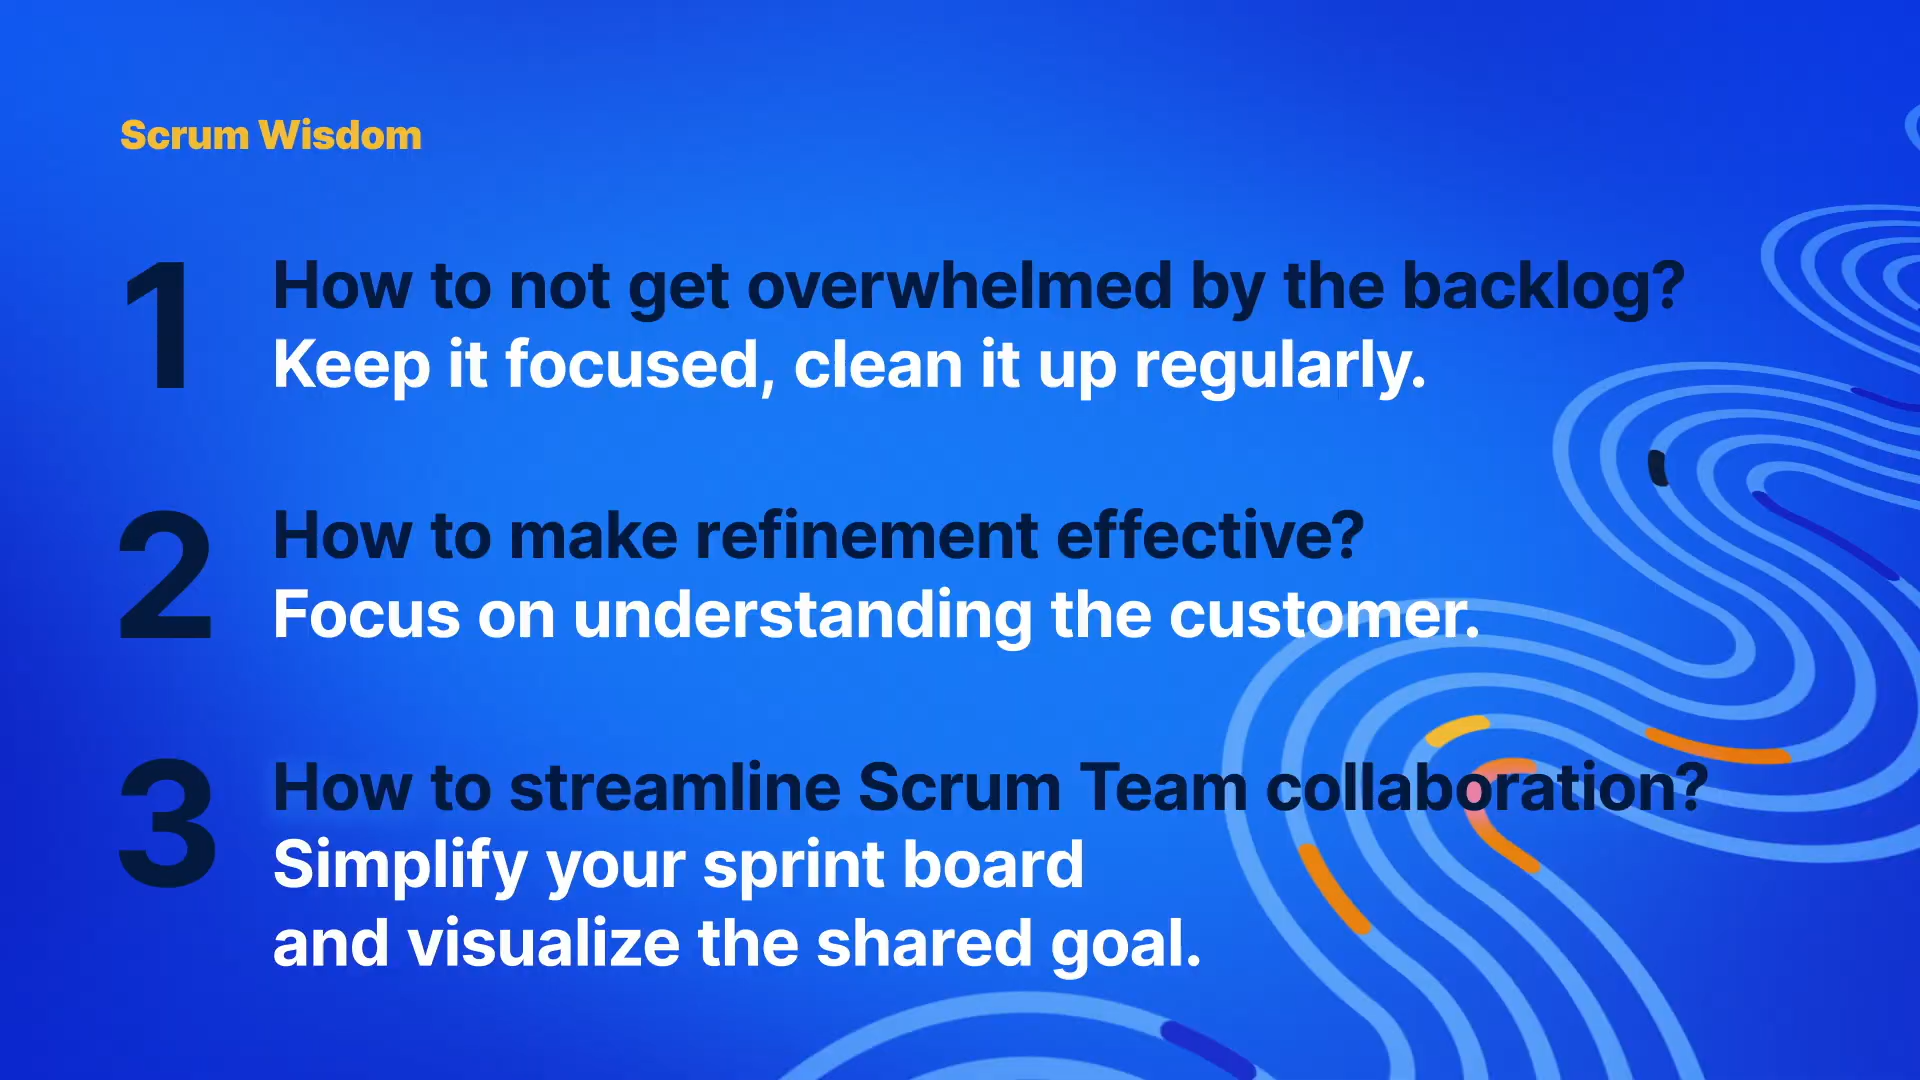 Scrum Wisdom
1
How to not get overwhelmed by the backlog?
Keep it focused, clean it up regularly.
2
How to make refinement effective?
Focus on understanding the customer.
3
How to streamline Scrum Team collaboration?
Simplify your sprint board
and visualize the shared goal.